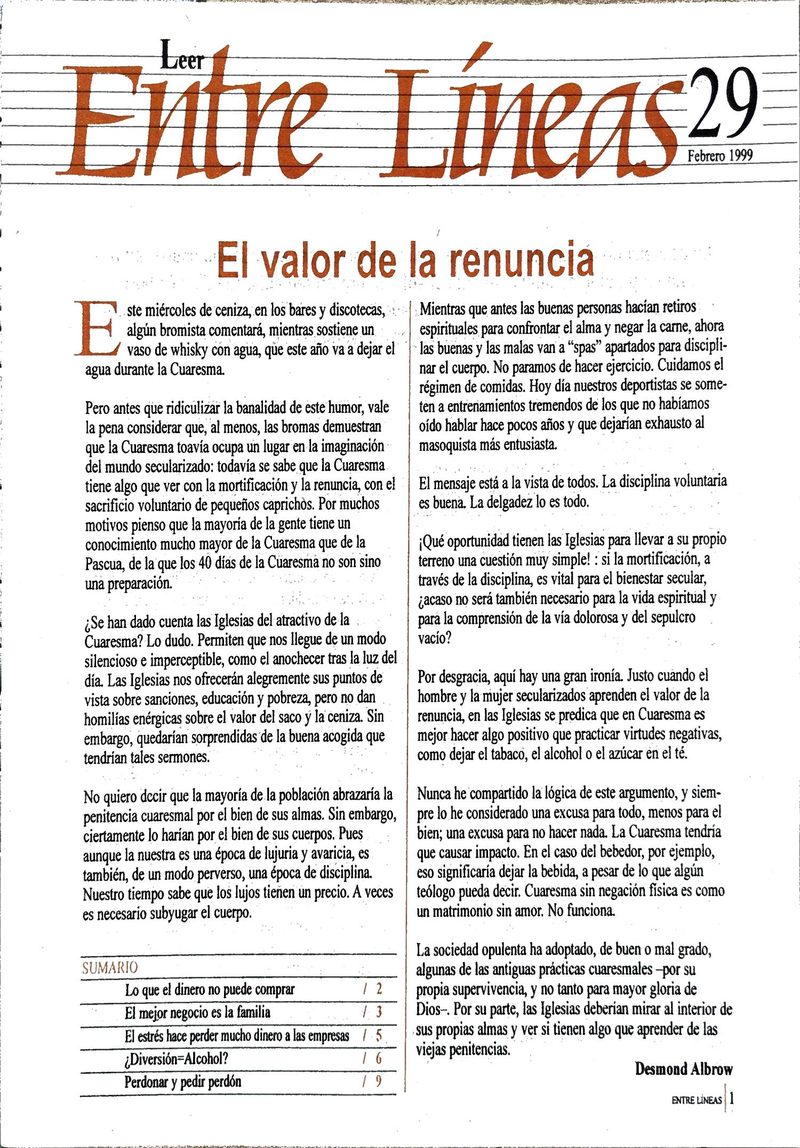 Leer
Entre Líneas 29
Febrero 1999
El valor de la renuncia
Este miércoles de ceniza, en los bares y discotecas,
algún bromista comentará, mientras sostiene un
vaso de whisky con agua, que este año va a dejar el
agua durante la Cuaresma.
Pero antes que ridiculizar la banalidad de este humor, vale
la pena considerar que, al menos, las bromas demuestran
que la Cuaresma toavía ocupa un lugar en la imaginación
del mundo secularizado: todavía se sabe que la Cuaresma
tiene algo que ver con la mortificación y la renuncia, con el
sacrificio voluntario de pequeños caprichos. Por muchos
motivos pienso que la mayoría de la gente tiene un
conocimiento mucho mayor de la Cuaresma que de la
Pascua, de la que los 40 días de la Cuaresma no son sino
una preparación.
¿Se han dado cuenta las Iglesias del atractivo de la
Cuaresma? Lo dudo. Permiten que nos llegue de un modo
silencioso e imperceptible, como el anochecer tras la luz del
día. Las Iglesias nos ofrecerán alegremente sus puntos de
vista sobre sanciones, educación y pobreza, pero no dan
homilías enérgicas sobre el valor del saco y la ceniza. Sin
embargo, quedarían sorprendidas de la buena acogida que
tendrían tales sermones.
No quiero decir que la mayoría de la población abrazaría la
penitencia cuaresmal por el bien de sus almas. Sin embargo,
ciertamente lo harían por el bien de sus cuerpos. Pues
aunque la nuestra es una época de lujuria y avaricia, es
también, de un modo perverso, una época de disciplina.
Nuestro tiempo sabe que los lujos tienen un precio. A veces
es necesario subyugar el cuerpo.
SUMARIO
Lo que el dinero no puede comprar / 2
El mejor negocio es la familia / 3
El estrés hace perder mucho dinero a las empresas / 5
¿Diversión=Alcohol? / 6
Perdonar y pedir perdón / 9
Mientras que antes las buenas personas hacían retiros
espirituales para confrontar el alma y negar la carne, ahora
las buenas y las malas van a “spas” apartados para discipli-
nar el cuerpo. No paramos de hacer ejercicio. Cuidamos el
régimen de comidas. Hoy día nuestros deportistas se some-
ten a entrenamientos tremendos de los que no habíamos
oído hablar hace pocos años y que dejarían exhausto al
masoquista más entusiasta.
El mensaje está a la vista de todos. La disciplina voluntaria
es buena. La delgadez lo es todo.
¡Qué oportunidad tienen las Iglesias para llevar a su propio
terreno una cuestión muy simple! : si la mortificación, a
través de la disciplina, es vital para el bienestar secular,
¿acaso no será también necesario para la vida espiritual y
para la comprensión de la vía dolorosa y del sepulcro
vacío?
Por desgracia, aquí hay una gran ironía. Justo cuando el
hombre y la mujer secularizados aprenden el valor de la
renuncia, en las Iglesias se predica que en Cuaresma es
mejor hacer algo positivo que practicar virtudes negativas,
como dejar el tabaco, el alcohol o el azúcar en el té.
Nunca he compartido la lógica de este argumento, y siem-
pre lo he considerado una excusa para todo, menos para el
bien; una excusa para no hacer nada. La Cuaresma tendría
que causar impacto. En el caso del bebedor, por ejemplo,
eso significaría dejar la bebida, a pesar de lo que algún
teólogo pueda decir. Cuaresma sin negación física es como
un matrimonio sin amor. No funciona.
La sociedad opulenta ha adoptado, de buen o mal grado,
algunas de las antiguas prácticas cuaresmales –por su
propia supervivencia, y no tanto para mayor gloria de
Dios–. Por su parte, las Iglesias deberían mirar al interior de
sus propias almas y ver si tienen algo que aprender de las
viejas penitencias.
Desmond Albrow
ENTRE LÍNEAS 1